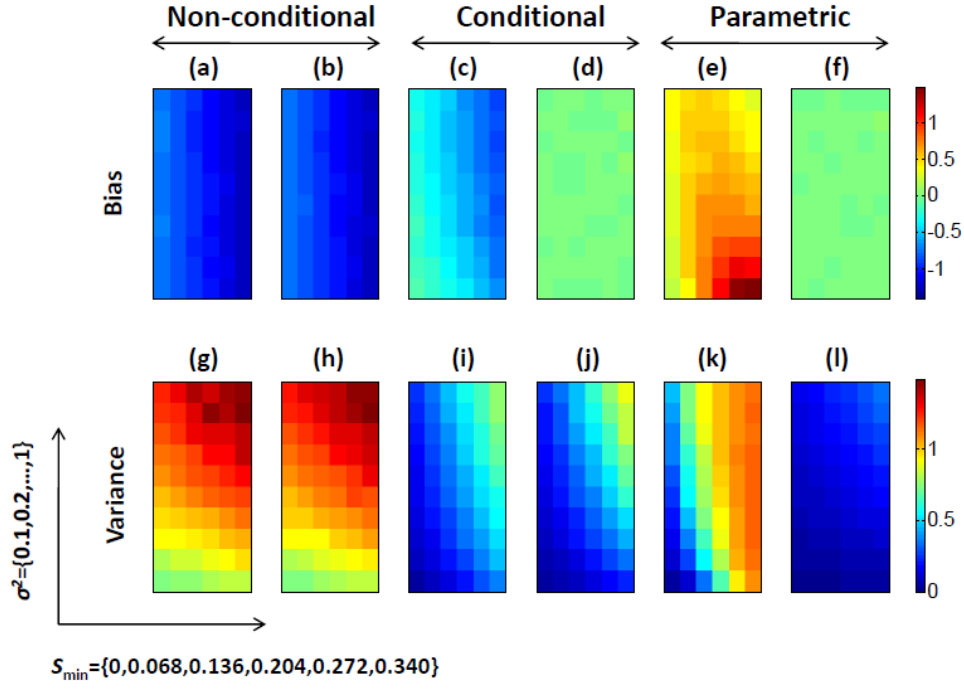 Non-conditional Conditional Parametric
(a) (b) (c) (d) (e) (f)
Bias
1
0.5
0
-0.5
-1
(g) (h) (i) (j) (k) (l)
Variance
1
0.5
0
σ²={0.1,0.2,...,1}
Smin={0,0.068,0.136,0.204,0.272,0.340}